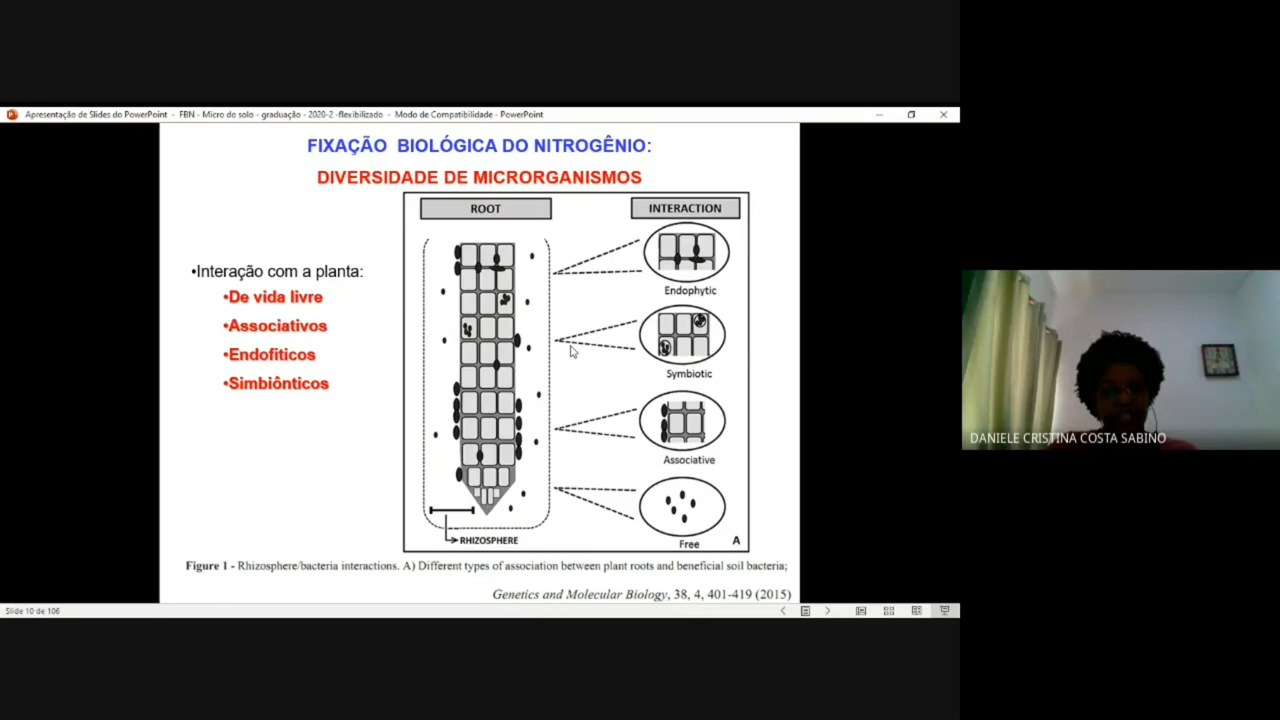 Apresentação de Slides do PowerPoint - FBN - Micro do solo - graduação - 2020-2 -flexibilizado - Modo de Compatibilidade - PowerPoint
FIXAÇÃO BIOLÓGICA DO NITROGÊNIO:
DIVERSIDADE DE MICRORGANISMOS
•Interação com a planta:
•De vida livre
•Associativos
•Endofíticos
•Simbiônticos
ROOT
INTERACTION
Endophytic
Symbiotic
Associative
Free
A
RHIZOSPHERE
Figure 1 - Rhizosphere/bacteria interactions. A) Different types of association between plant roots and beneficial soil bacteria;
Genetics and Molecular Biology, 38, 4, 401-419 (2015)
Slide 10 de 106
DANIELE CRISTINA COSTA SABINO